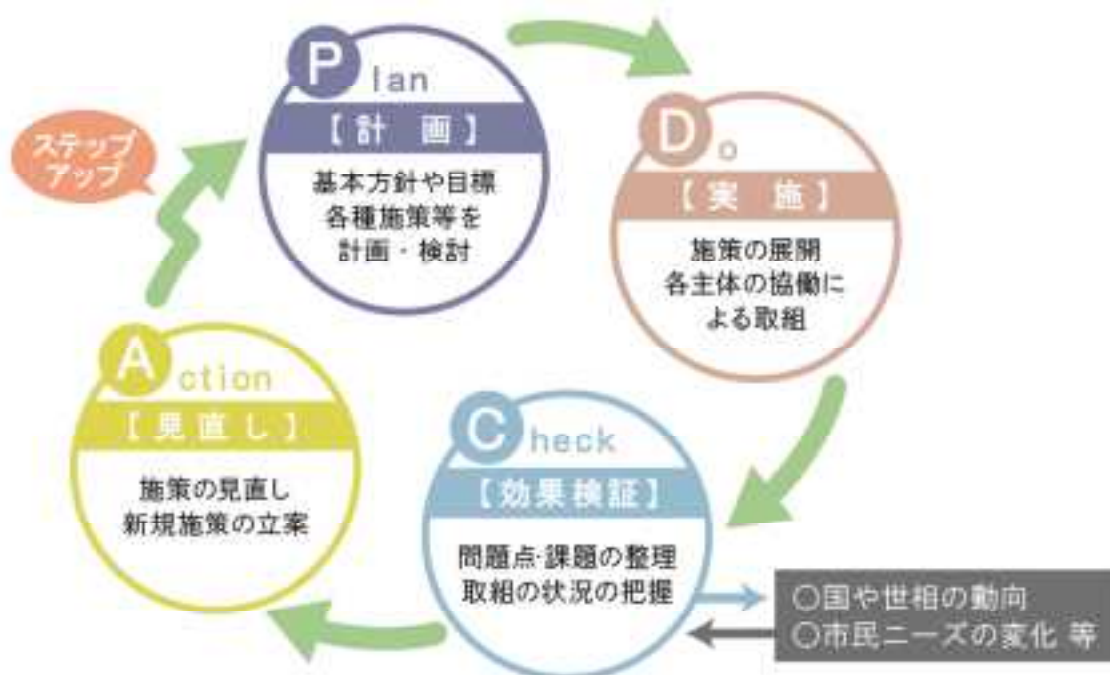 Plan
【計　画】
基本方針や目標
各種施策等を
計画・検討
Do
【実　施】
施策の展開
各主体の協働に
よる取組
Check
【効果検証】
問題点・課題の整理
取組の状況の把握
○国や世相の動向
○市民ニーズの変化 等
Action
【見直し】
施策の見直し
新規施策の立案
ステップ
アップ